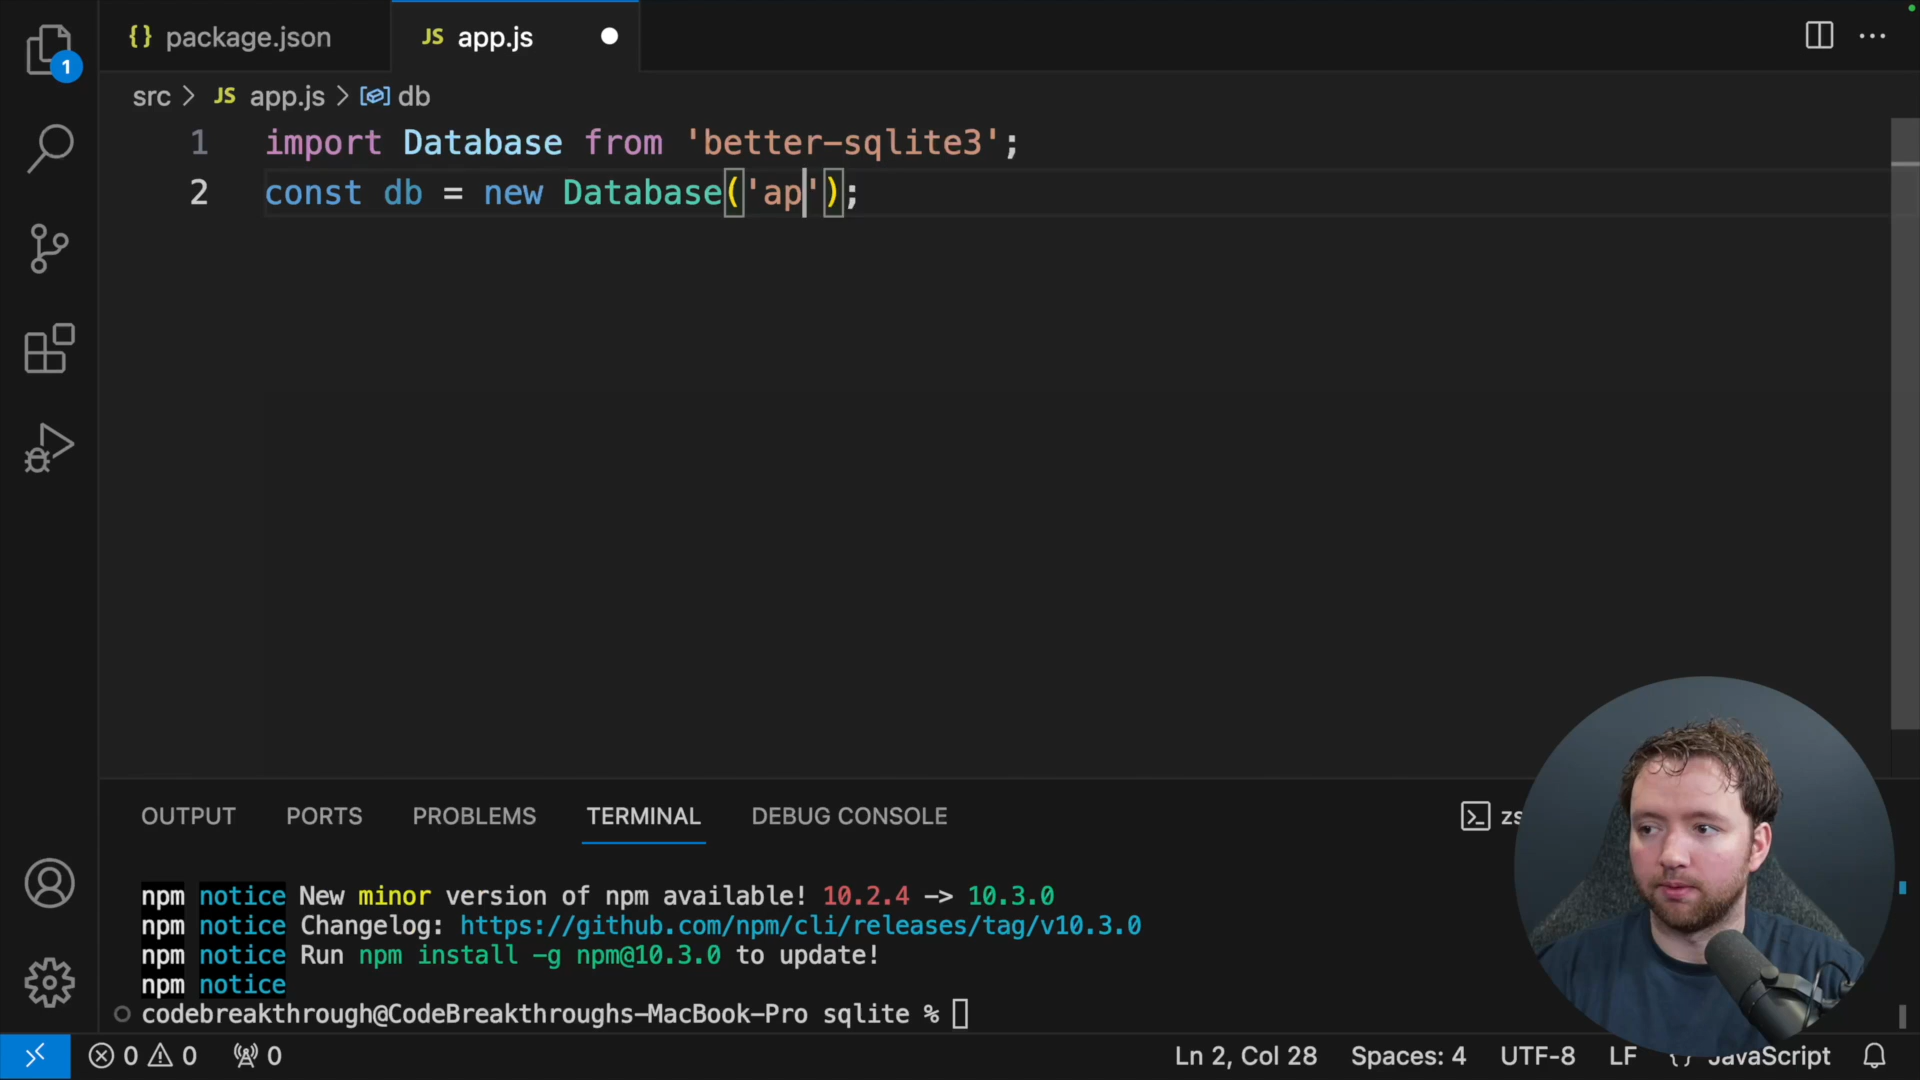 1
{} package.json JS app.js
src > JS app.js > db
1 import Database from 'better-sqlite3';
2 const db = new Database('ap');
OUTPUT PORTS PROBLEMS TERMINAL DEBUG CONSOLE
zs
npm notice New minor version of npm available! 10.2.4 -> 10.3.0
npm notice Changelog: https://github.com/npm/cli/releases/tag/v10.3.0
npm notice Run npm install -g npm@10.3.0 to update!
npm notice
codebreakthrough@CodeBreakthroughs-MacBook-Pro sqlite %
0 0 0 Ln 2, Col 28 Spaces: 4 UTF-8 LF {} JavaScript